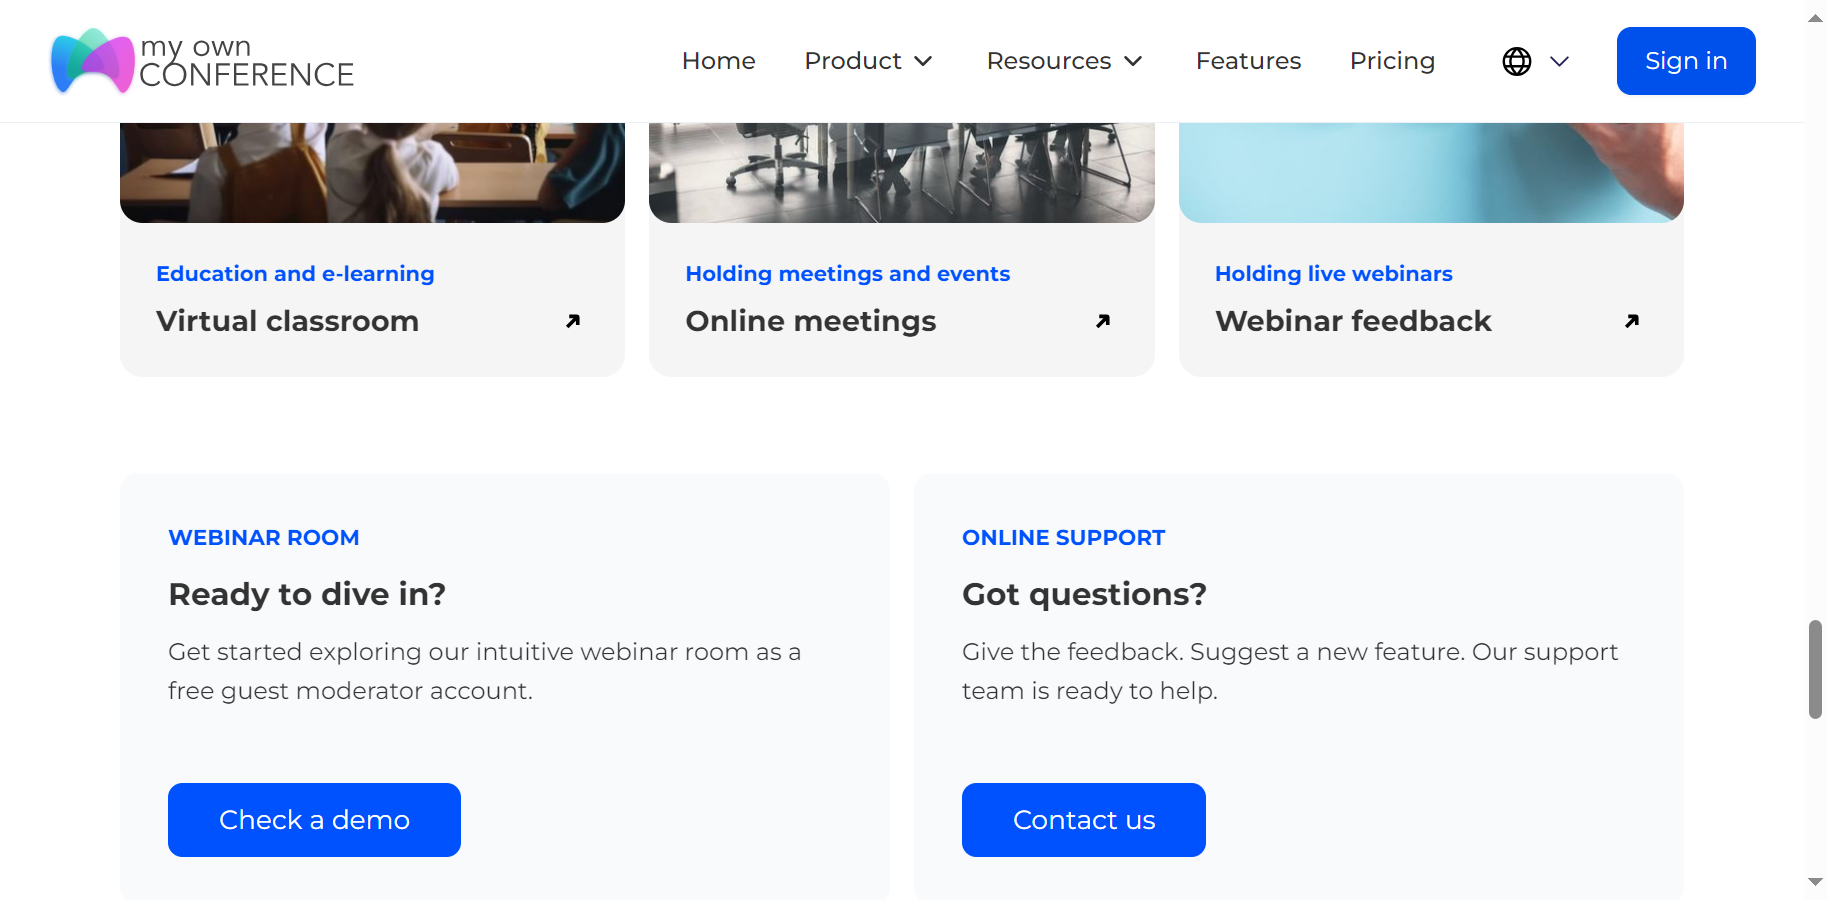 my own
CONFERENCE
Home
Product
Resources
Features
Pricing
Sign in
Education and e-learning
Virtual classroom
Holding meetings and events
Online meetings
Holding live webinars
Webinar feedback
WEBINAR ROOM
Ready to dive in?
Get started exploring our intuitive webinar room as a
free guest moderator account.
Check a demo
ONLINE SUPPORT
Got questions?
Give the feedback. Suggest a new feature. Our support
team is ready to help.
Contact us